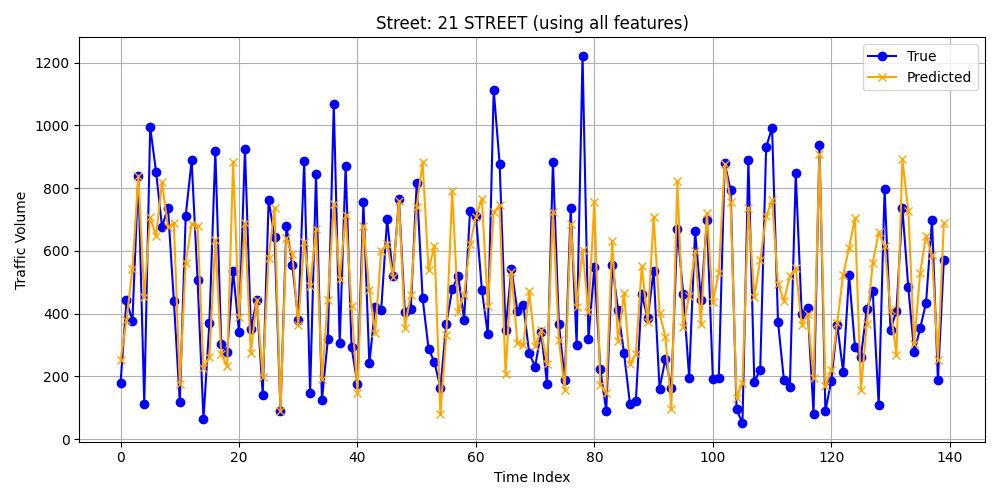 Street: 21 STREET (using all features)
True
Predicted
Traffic Volume
1200
1000
800
600
400
200
0
0 20 40 60 80 100 120 140
Time Index